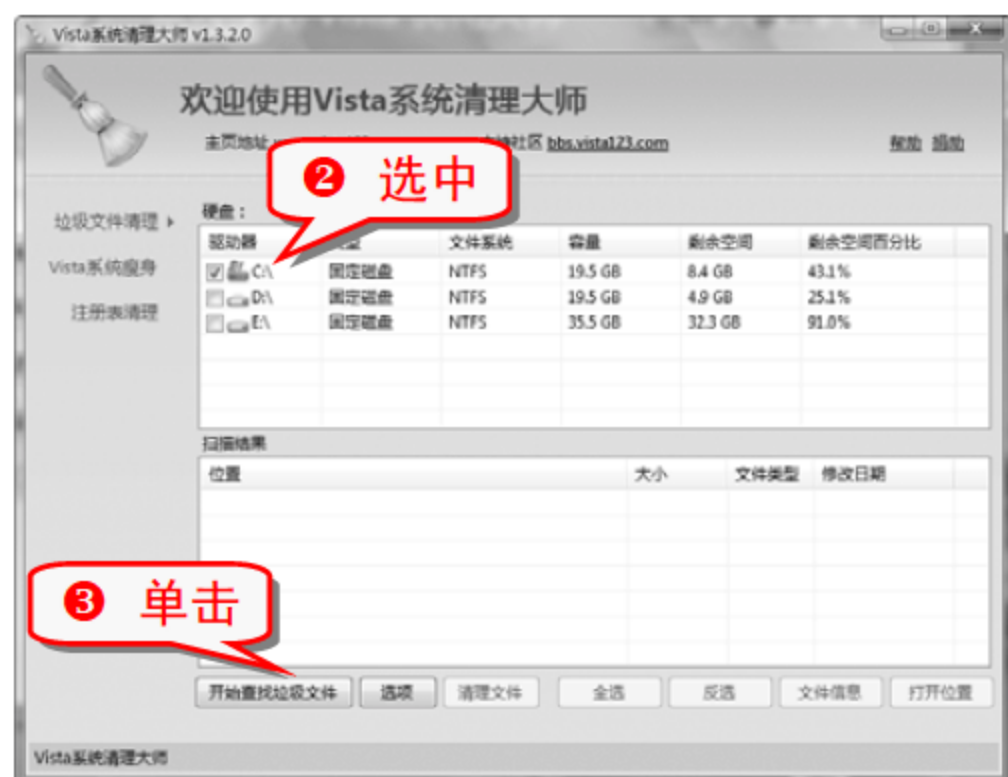 Vista系统清理大师 v1.3.2.0
欢迎使用Vista系统清理大师
主页地址 社区 bbs.vista123.com 帮助 捐助
❷ 选中
垃圾文件清理
Vista系统瘦身
注册表清理
硬盘：
驱动器 类型 文件系统 容量 剩余空间 剩余空间百分比
C:\ 固定磁盘 NTFS 19.5 GB 8.4 GB 43.1%
D:\ 固定磁盘 NTFS 19.5 GB 4.9 GB 25.1%
E:\ 固定磁盘 NTFS 35.5 GB 32.3 GB 91.0%
扫描结果
位置 大小 文件类型 修改日期
❸ 单击
开始查找垃圾文件 选项 清理文件 全选 反选 文件信息 打开位置
Vista系统清理大师